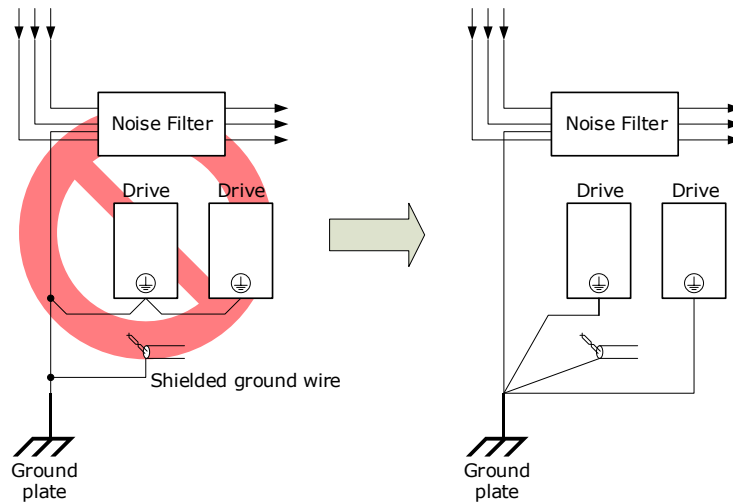 Noise Filter
Drive
Drive
Shielded ground wire
Ground
plate
Noise Filter
Drive
Drive
Ground
plate